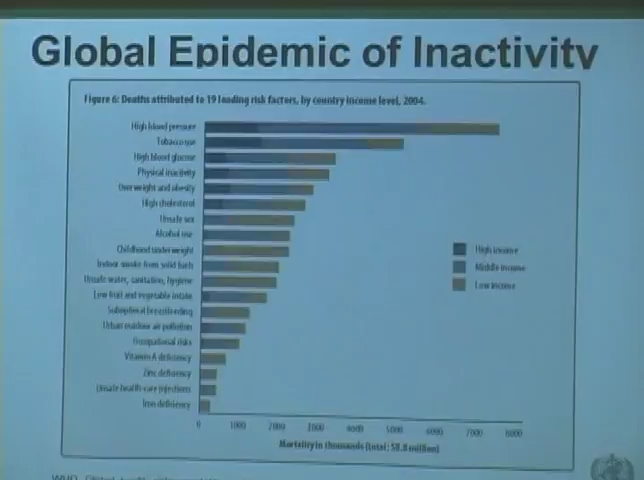 Global Epidemic of Inactivity
Figure 6: Deaths attributed to 19 leading risk factors, by country income level, 2004.
High blood pressure
Tobacco use
High blood glucose
Physical inactivity
Overweight and obesity
High cholesterol
Unsafe sex
Alcohol use
Childhood underweight
Indoor smoke from solid fuels
Unsafe water, sanitation, hygiene
Low fruit and vegetable intake
Suboptimal breastfeeding
Urban outdoor air pollution
Occupational risks
Vitamin A deficiency
Zinc deficiency
Unsafe health-care injections
Iron deficiency
High income
Middle income
Low income
0 1000 2000 3000 4000 5000 6000 7000 8000
Mortality in thousands (total: 58.8 million)